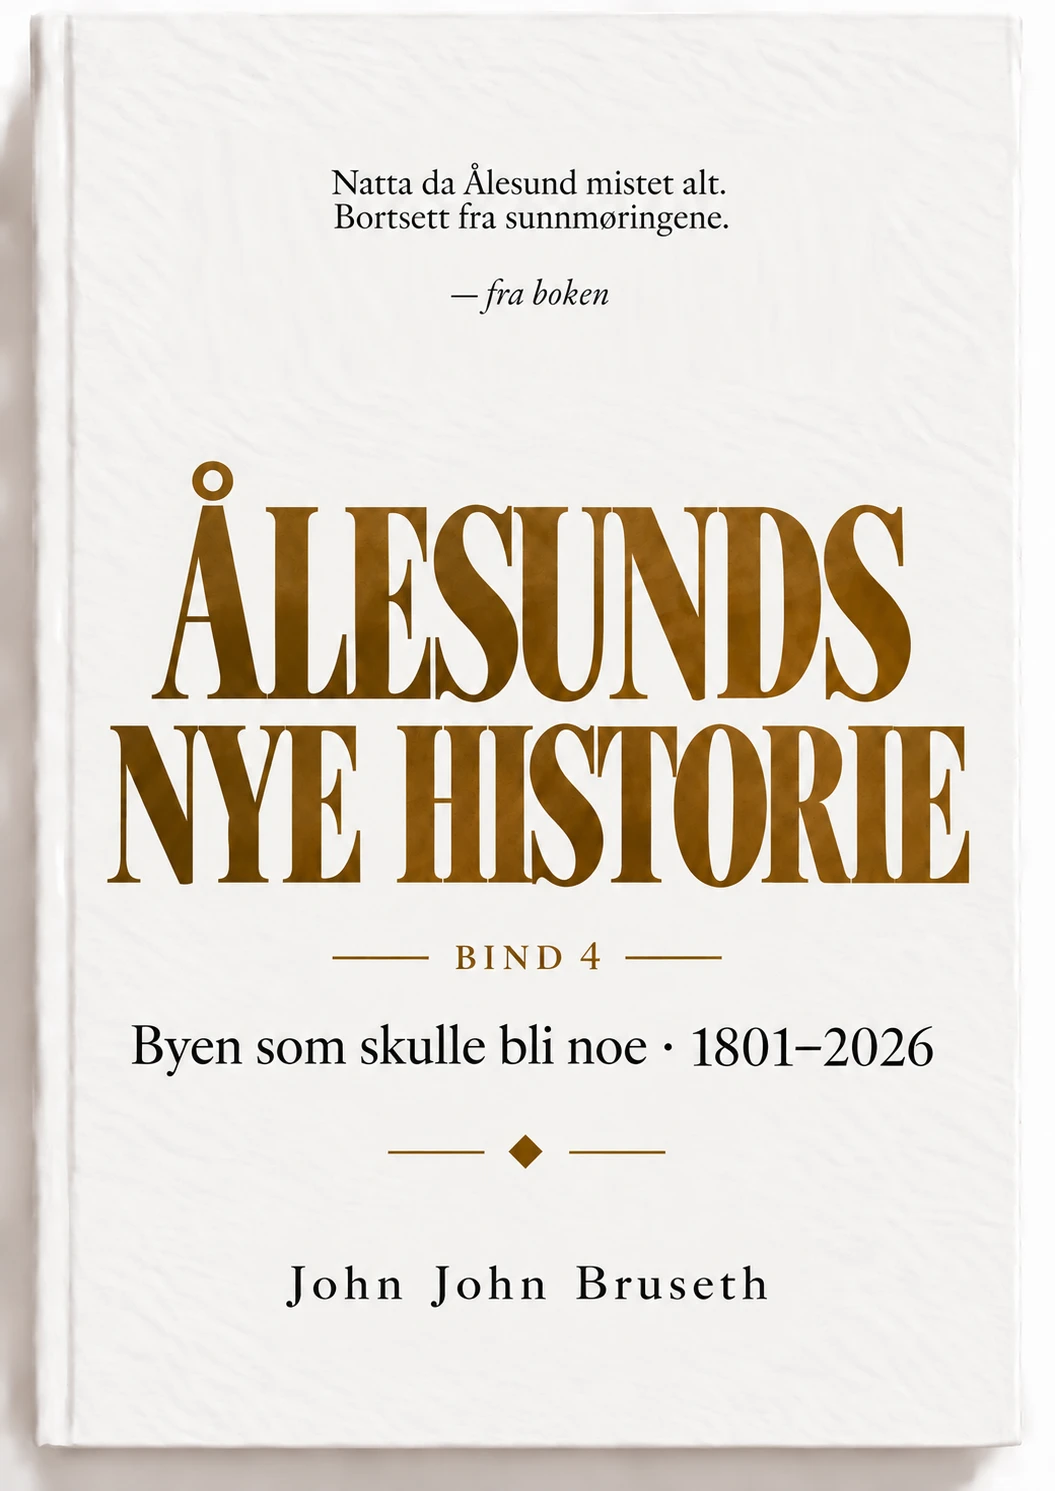 Natta da Ålesund mistet alt.
Bortsett fra sunnmøringene.
— fra boken
ÅLESUNDS
NYE HISTORIE
BIND 4
Byen som skulle bli noe · 1801–2026
John John Bruseth